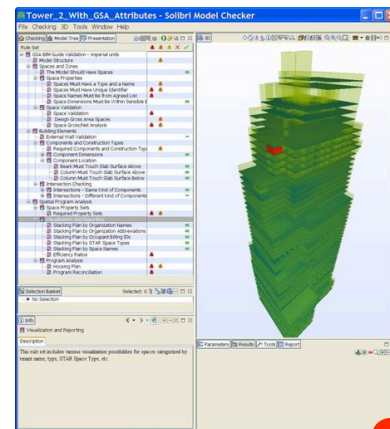 Tower_2_With_GSA_Attributes - Solibri Model Checker
File Checking 3D Tools Window Help
Checking Model Tree Presentation
Rule Set
GSA BIM Guide Validation - imperial units
Model Structure
Spaces and Zones
The Model Should Have Spaces
Space Properties
Spaces Must Have a Type and a Name
Spaces Must Have Unique Identifier
Space Names Must Be from Agreed List
Space Dimensions Must Be Within Sensible
Space Validation
Space Validation
Design Gross Area Spaces
Space Gross/Net Analysis
Building Elements
External Wall Validation
Components and Construction Types
Required Components and Construction Typ
Component Dimensions
Component Location
Beam Must Touch Slab Surface Above
Column Must Touch Slab Surface Above
Column Must Touch Slab Surface Below
Intersection Checking
Intersections - Same Kind of Components
Intersections - Different Kind of Components
Spatial Program Analysis
Space Property Sets
Required Property Sets
Visualization and Reporting
Stacking Plan by Organization Names
Stacking Plan by Organization Abbreviations
Stacking Plan by Occupant Billing IDs
Stacking Plan by STAR Space Types
Stacking Plan by Space Names
Efficiency Ratios
Program Analysis
Housing Plan
Program Reconciliation
Selection Basket Selected: 0
No Selection
Info
Visualization and Reporting
Description
This rule set includes various visualization possibilities for spaces categorized by
tenant name, type, STAR Space Type, etc.
3D
Parameters Results Tools Report